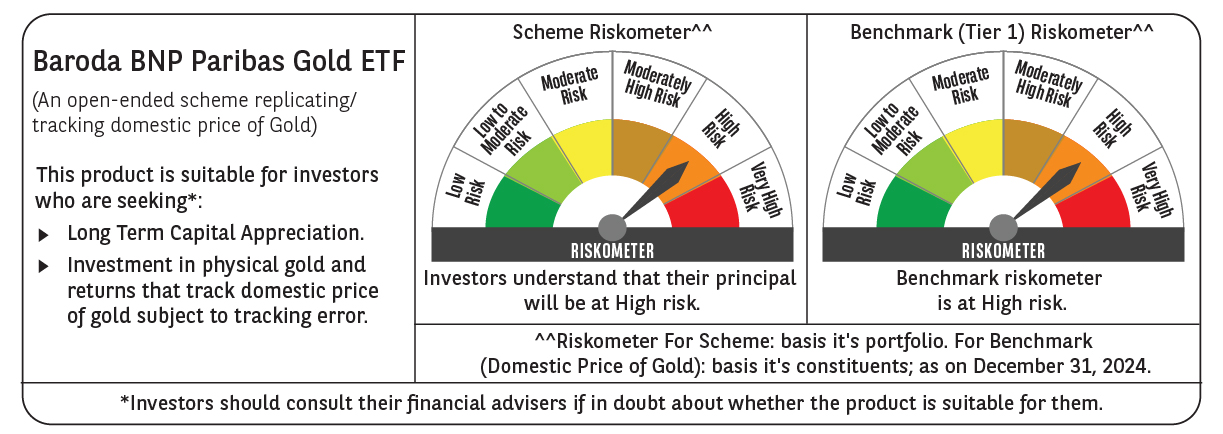 Baroda BNP Paribas Gold ETF
(An open-ended scheme replicating/
tracking domestic price of Gold)
This product is suitable for investors
who are seeking*:
Long Term Capital Appreciation.
Investment in physical gold and
returns that track domestic price
of gold subject to tracking error.
Scheme Riskometer^^
Low
Risk
Low to
Moderate
Risk
Moderate
Risk
Moderately
High Risk
High
Risk
Very High
Risk
RISKOMETER
Investors understand that their principal
will be at High risk.
Benchmark (Tier 1) Riskometer^^
Low
Risk
Low to
Moderate
Risk
Moderate
Risk
Moderately
High Risk
High
Risk
Very High
Risk
RISKOMETER
Benchmark riskometer
is at High risk.
^^Riskometer For Scheme: basis it's portfolio. For Benchmark
(Domestic Price of Gold): basis it's constituents; as on December 31, 2024.
*Investors should consult their financial advisers if in doubt about whether the product is suitable for them.